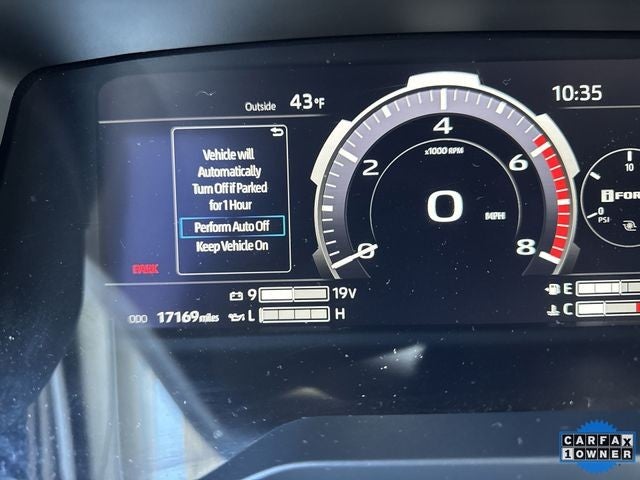 Outside 43°F
10:35
Vehicle will
Automatically
Turn Off if Parked
for 1 Hour
Perform Auto Off
Keep Vehicle On
PARK
ODO 17169 miles
9 19V
L H
4
x1000 RPM
2 6
0 MPH
0 8
10
i-FOR
0
PSI
E
C
CARFAX
1 OWNER